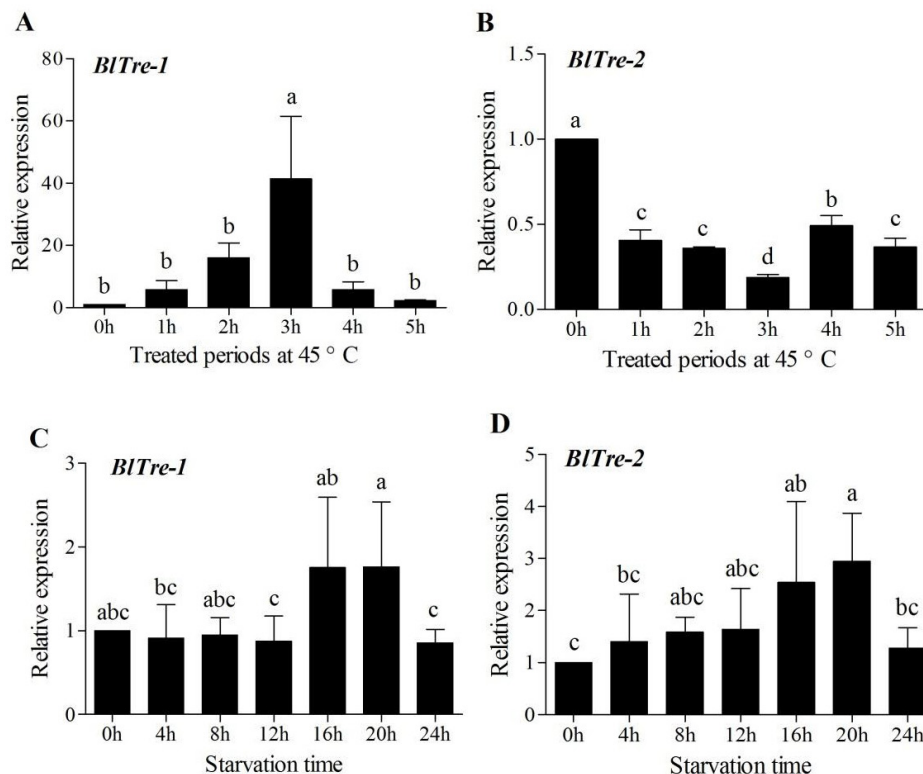 A
BlTre-1
Relative expression
80
60
40
20
0
b
b
b
a
b
b
0h 1h 2h 3h 4h 5h
Treated periods at 45 ° C
B
BlTre-2
Relative expression
1.5
1.0
0.5
0.0
a
c
c
d
b
c
0h 1h 2h 3h 4h 5h
Treated periods at 45 ° C
C
BlTre-1
Relative expression
3
2
1
0
abc
bc
abc
c
ab
a
c
0h 4h 8h 12h 16h 20h 24h
Starvation time
D
BlTre-2
Relative expression
5
4
3
2
1
0
c
bc
abc
abc
ab
a
bc
0h 4h 8h 12h 16h 20h 24h
Starvation time